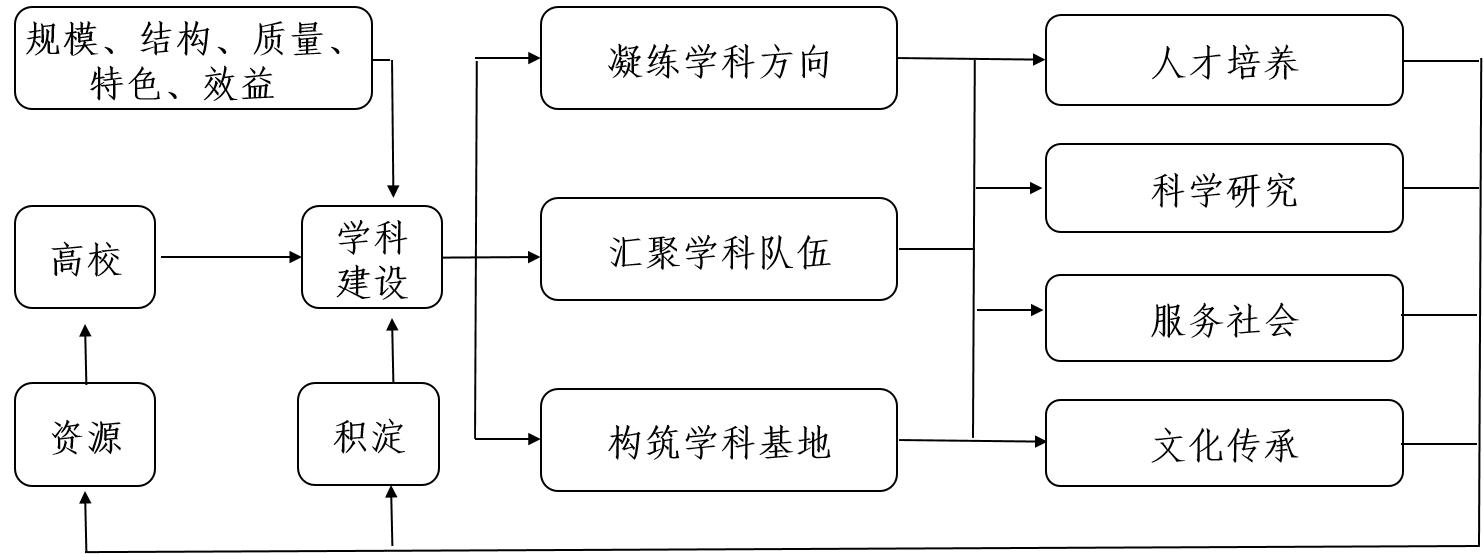 规模、结构、质量、
特色、效益
高校
学科
建设
资源
积淀
凝练学科方向
汇聚学科队伍
构筑学科基地
人才培养
科学研究
服务社会
文化传承